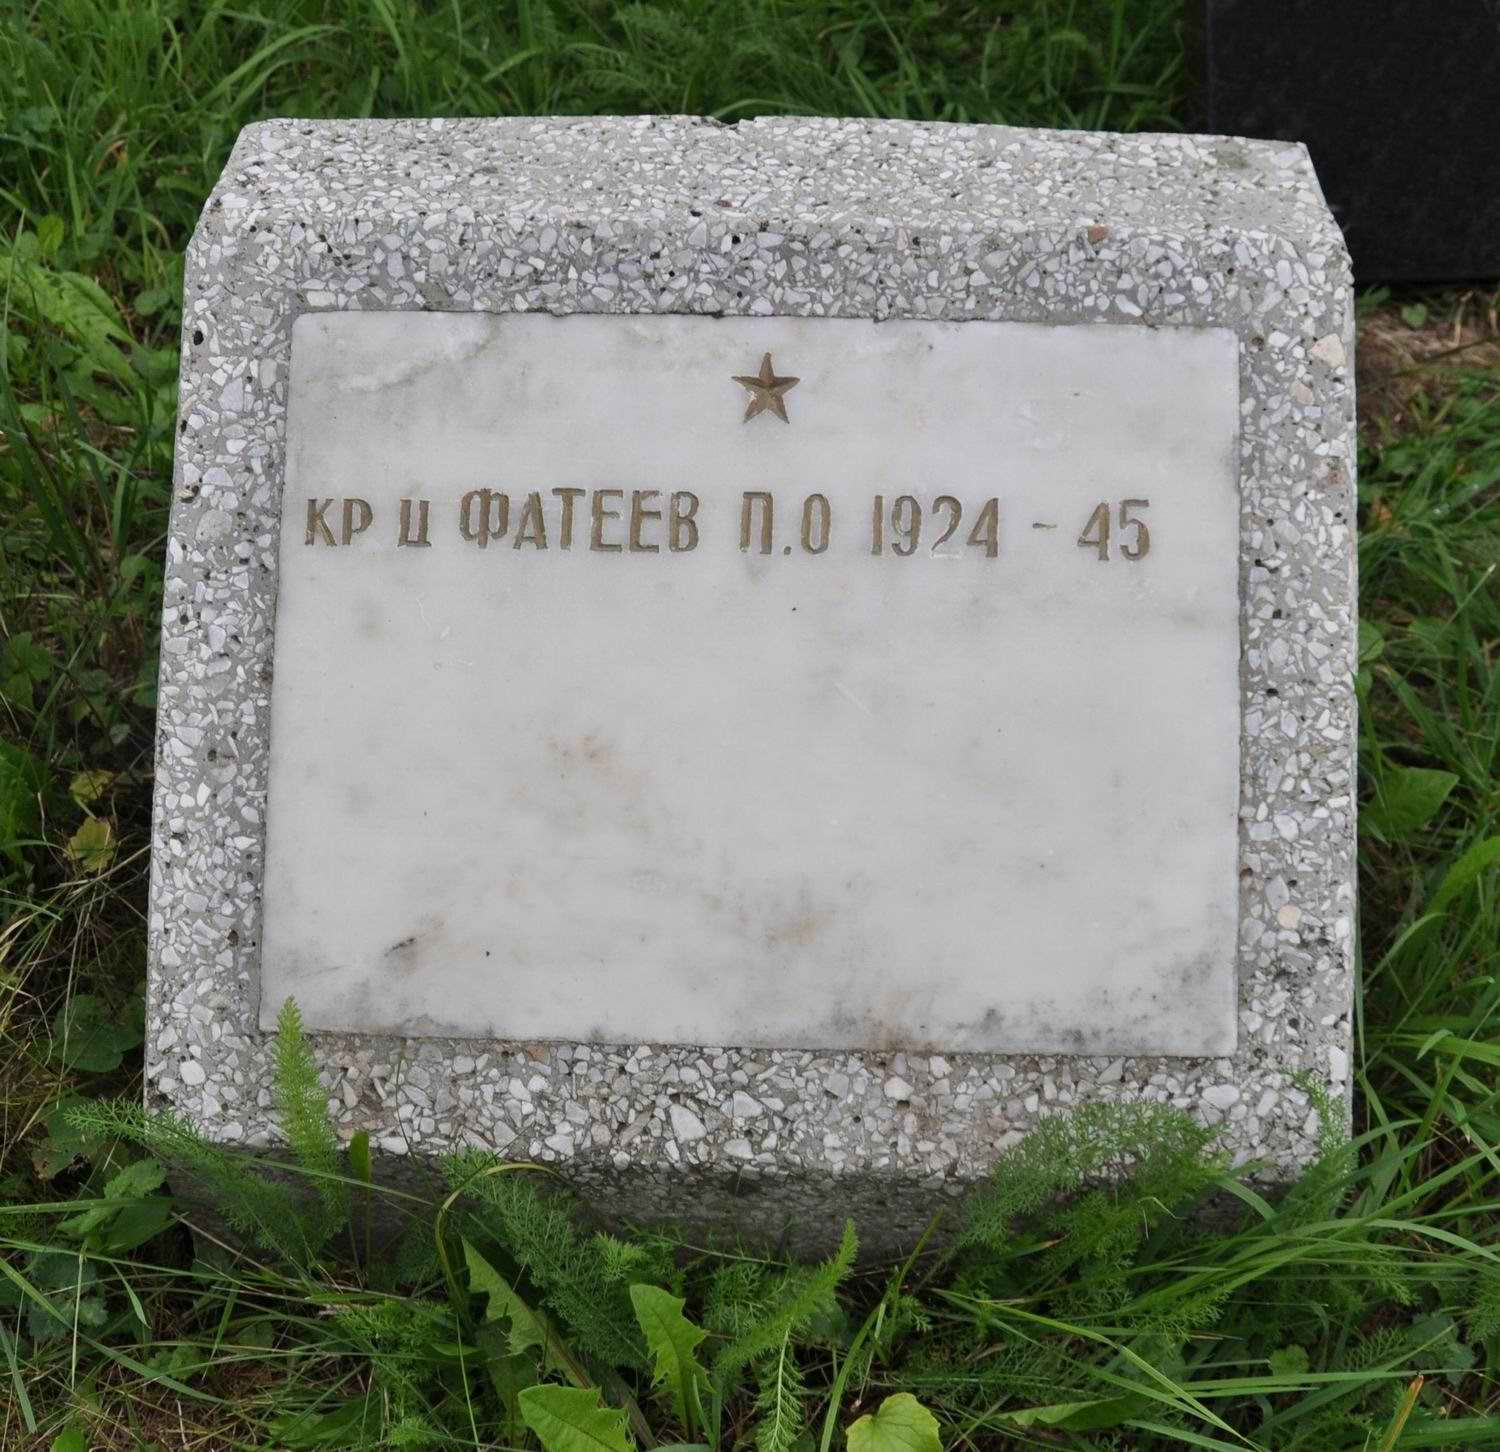 КР Ц ФАТЕЕВ П.О 1924 - 45